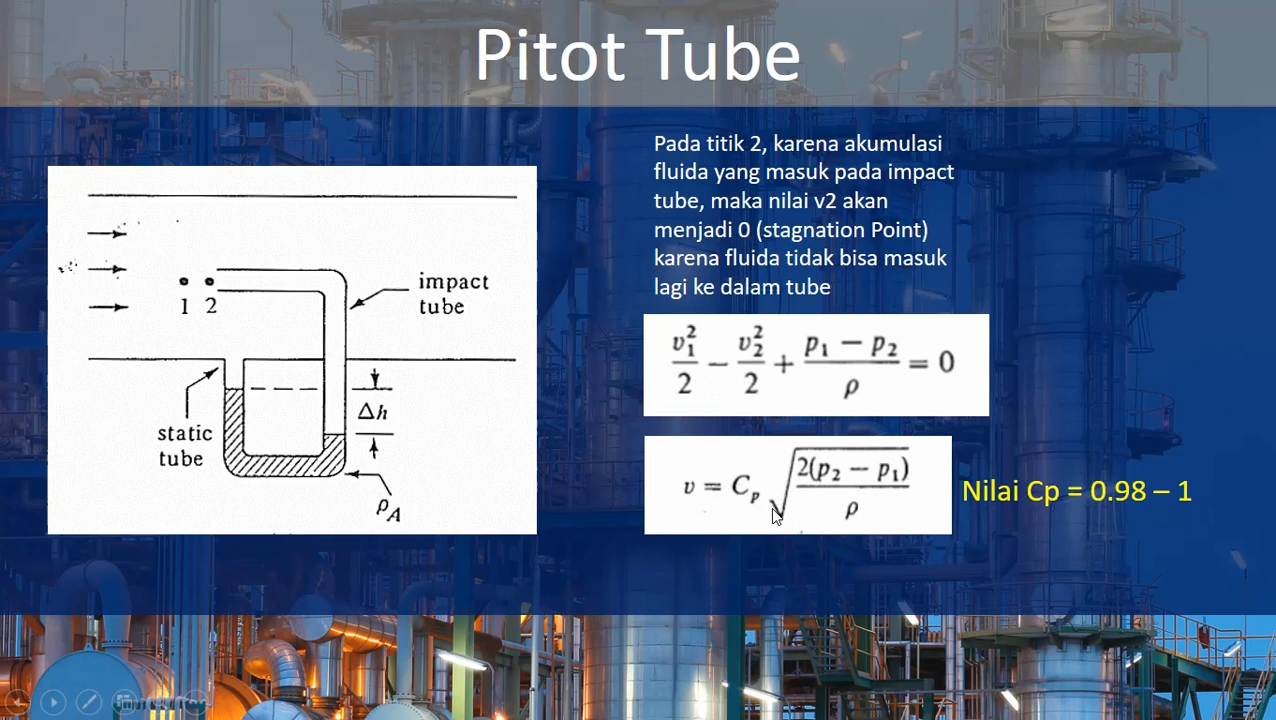 Pitot Tube
Pada titik 2, karena akumulasi
fluida yang masuk pada impact
tube, maka nilai v2 akan
menjadi 0 (stagnation Point)
karena fluida tidak bisa masuk
lagi ke dalam tube
1 2
impact
tube
Δh
static
tube
ρA
v₁²/2 − v₂²/2 + (p₁ − p₂)/ρ = 0
v = Cₚ √(2(p₂ − p₁)/ρ)
Nilai Cp = 0.98 – 1